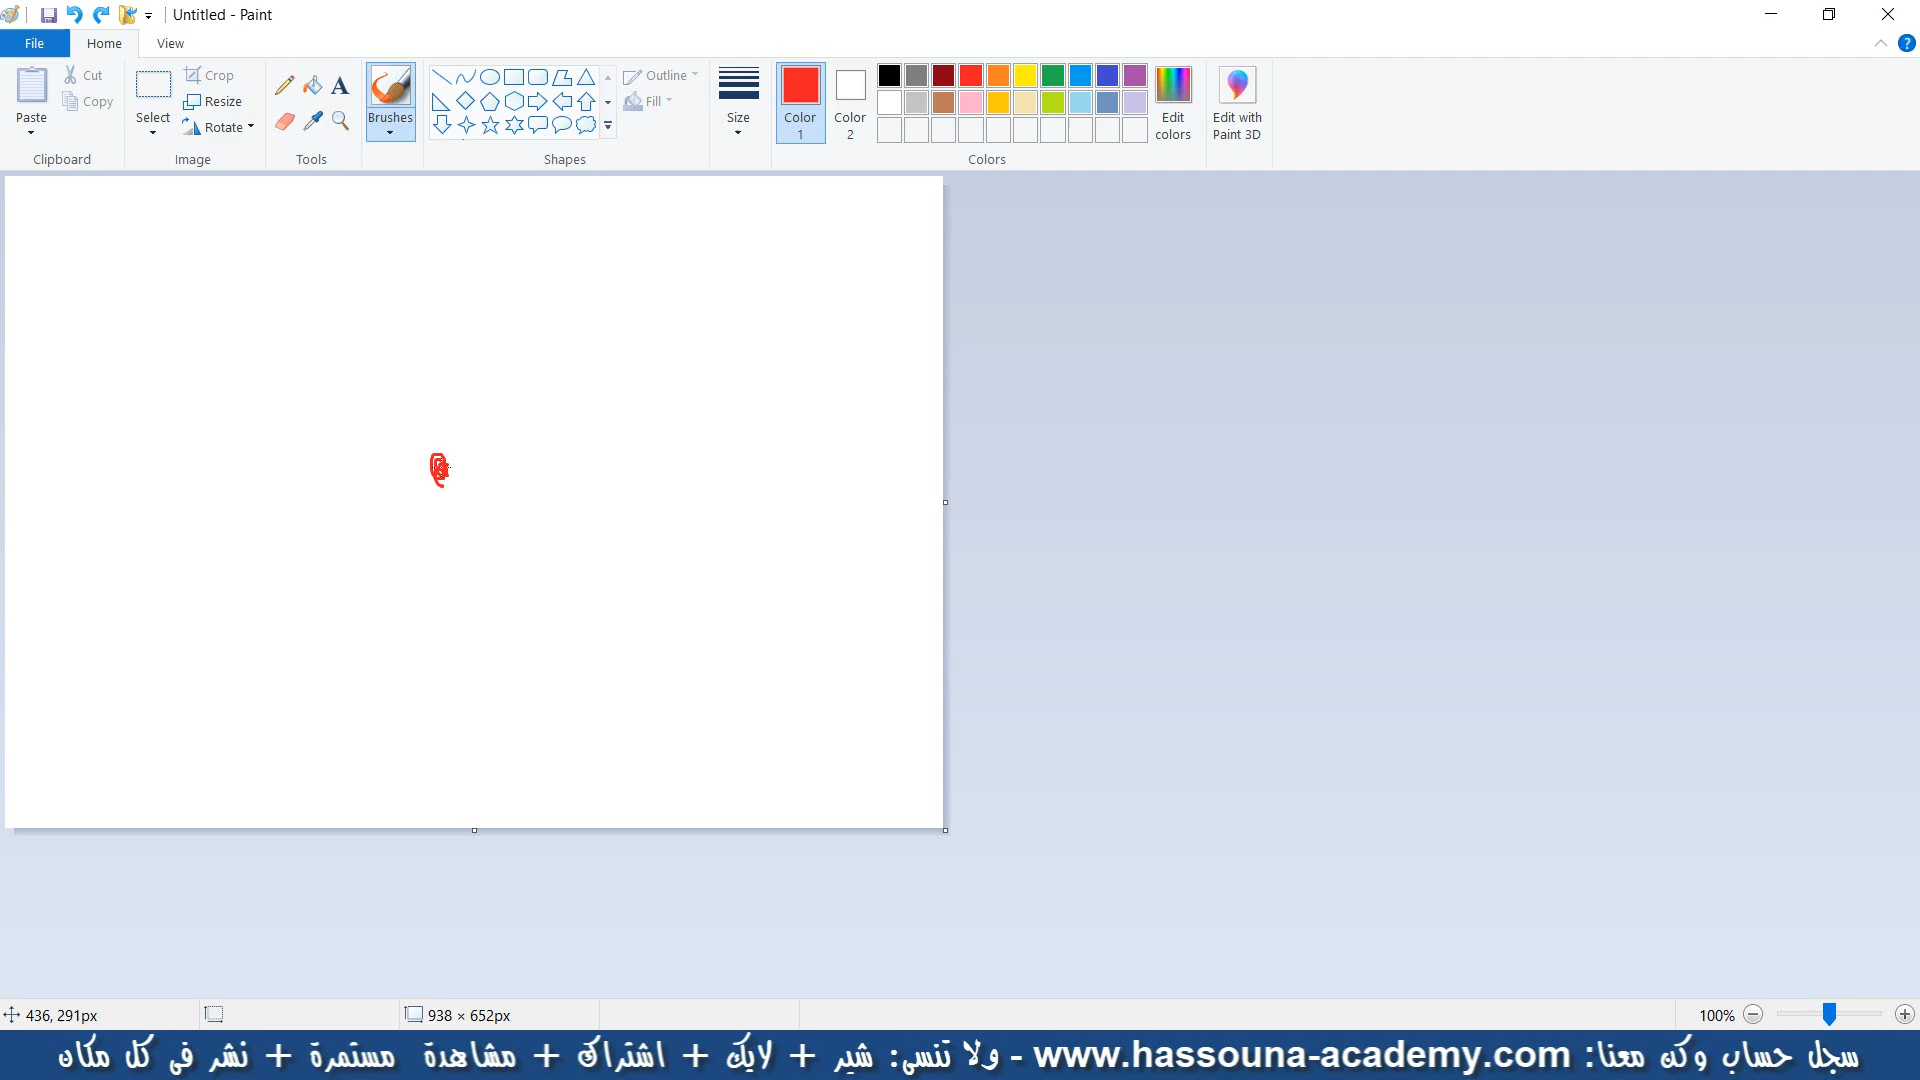 Untitled - Paint
File
Home
View
?
Paste
Cut
Copy
Clipboard
Select
Crop
Resize
Rotate
Image
A
Tools
Brushes
Shapes
Outline
Fill
Size
Color
1
Color
2
Colors
Edit
colors
Edit with
Paint 3D
436, 291px
938 × 652px
100%
سجل حساب وكن معنا: www.hassouna-academy.com - ولا تنسى: شير + لايك + اشتراك + مشاهدة مستمرة + نشر في كل مكان